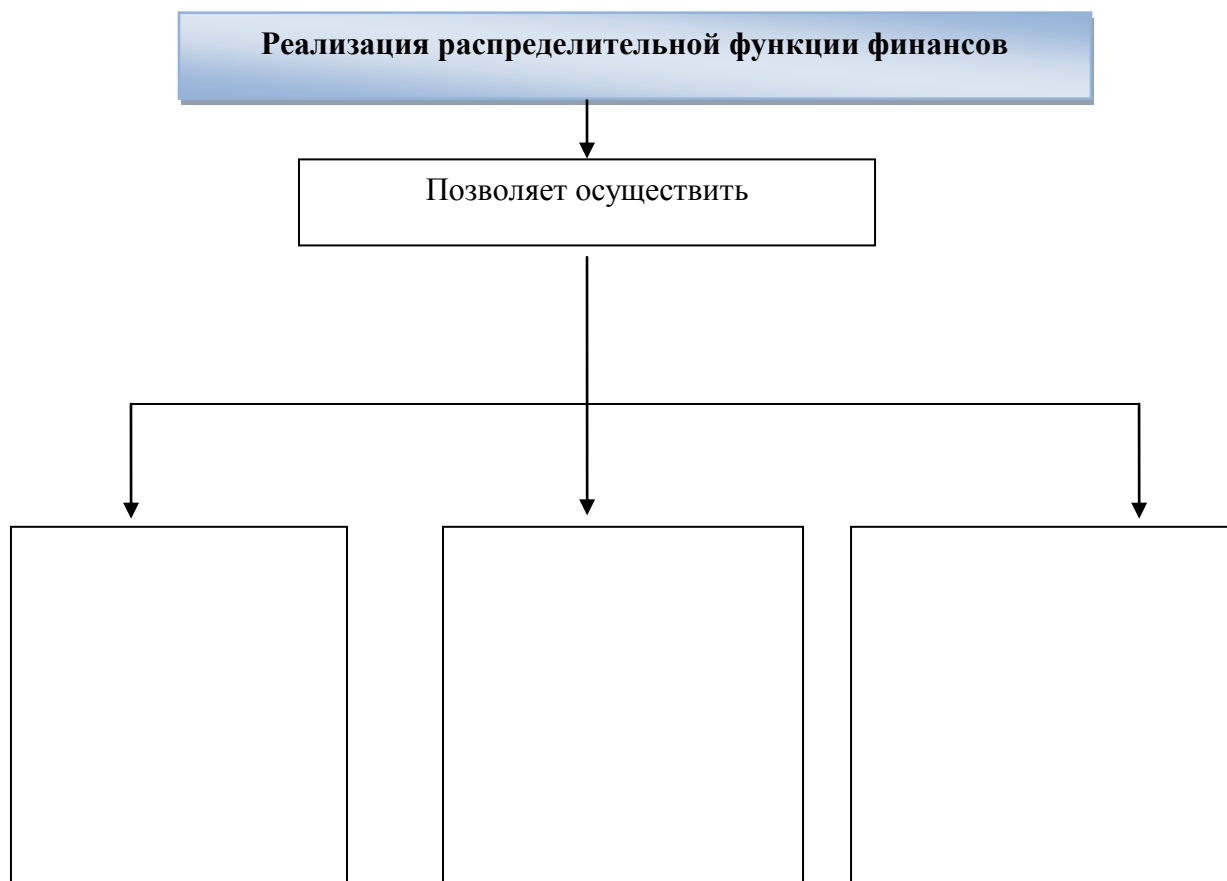 Реализация распределительной функции финансов
Позволяет осуществить